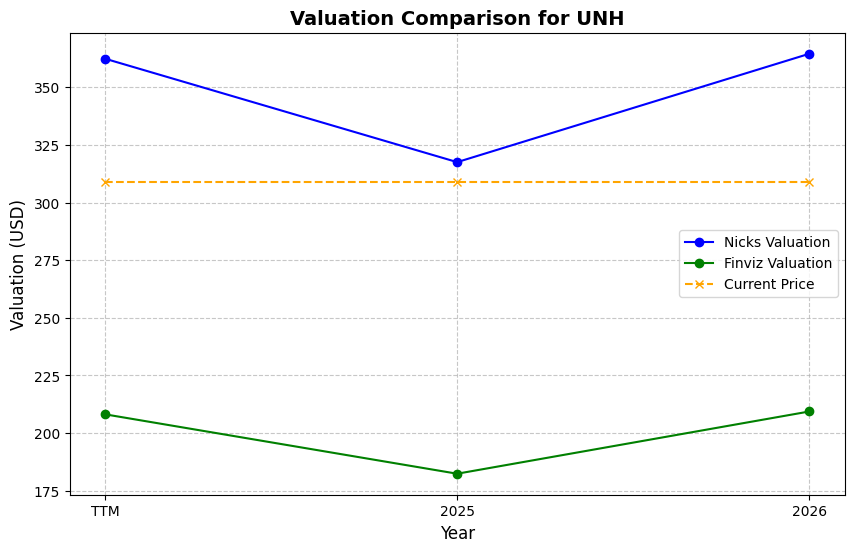 Valuation Comparison for UNH
Valuation (USD)
350
325
300
275
250
225
200
175
Nicks Valuation
Finviz Valuation
Current Price
TTM
2025
2026
Year